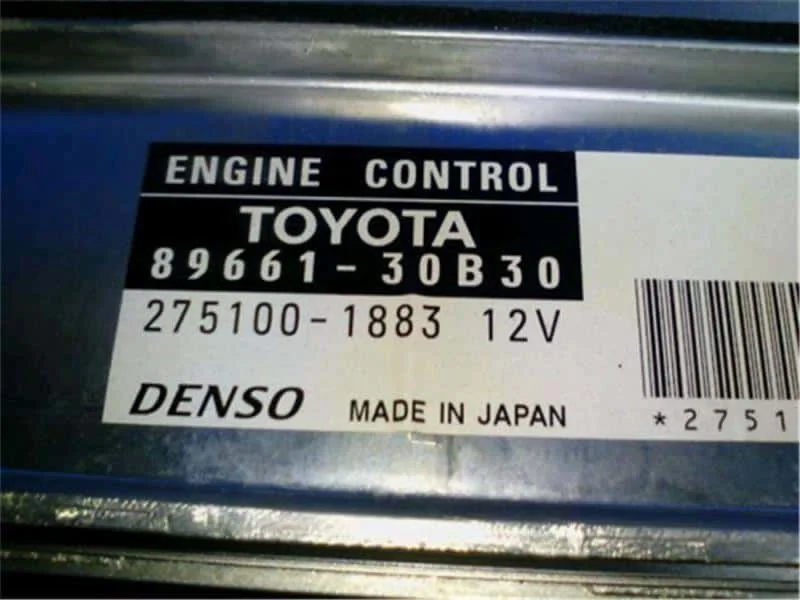 ENGINE CONTROL
TOYOTA
89661-30B30
275100-1883 12V
DENSO MADE IN JAPAN
*2751